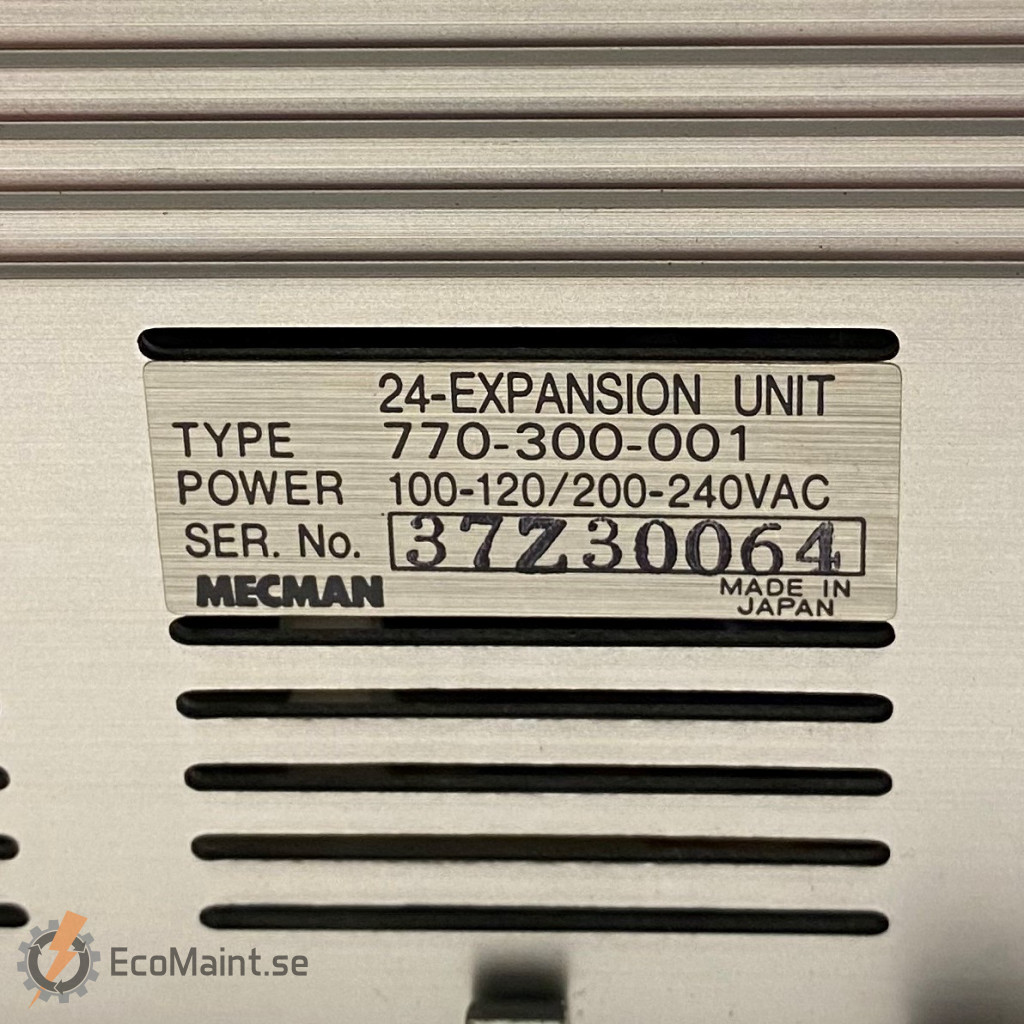 24-EXPANSION UNIT
TYPE 770-300-001
POWER 100-120/200-240VAC
SER. No. 37Z30064
MECMAN MADE IN
JAPAN
EcoMaint.se